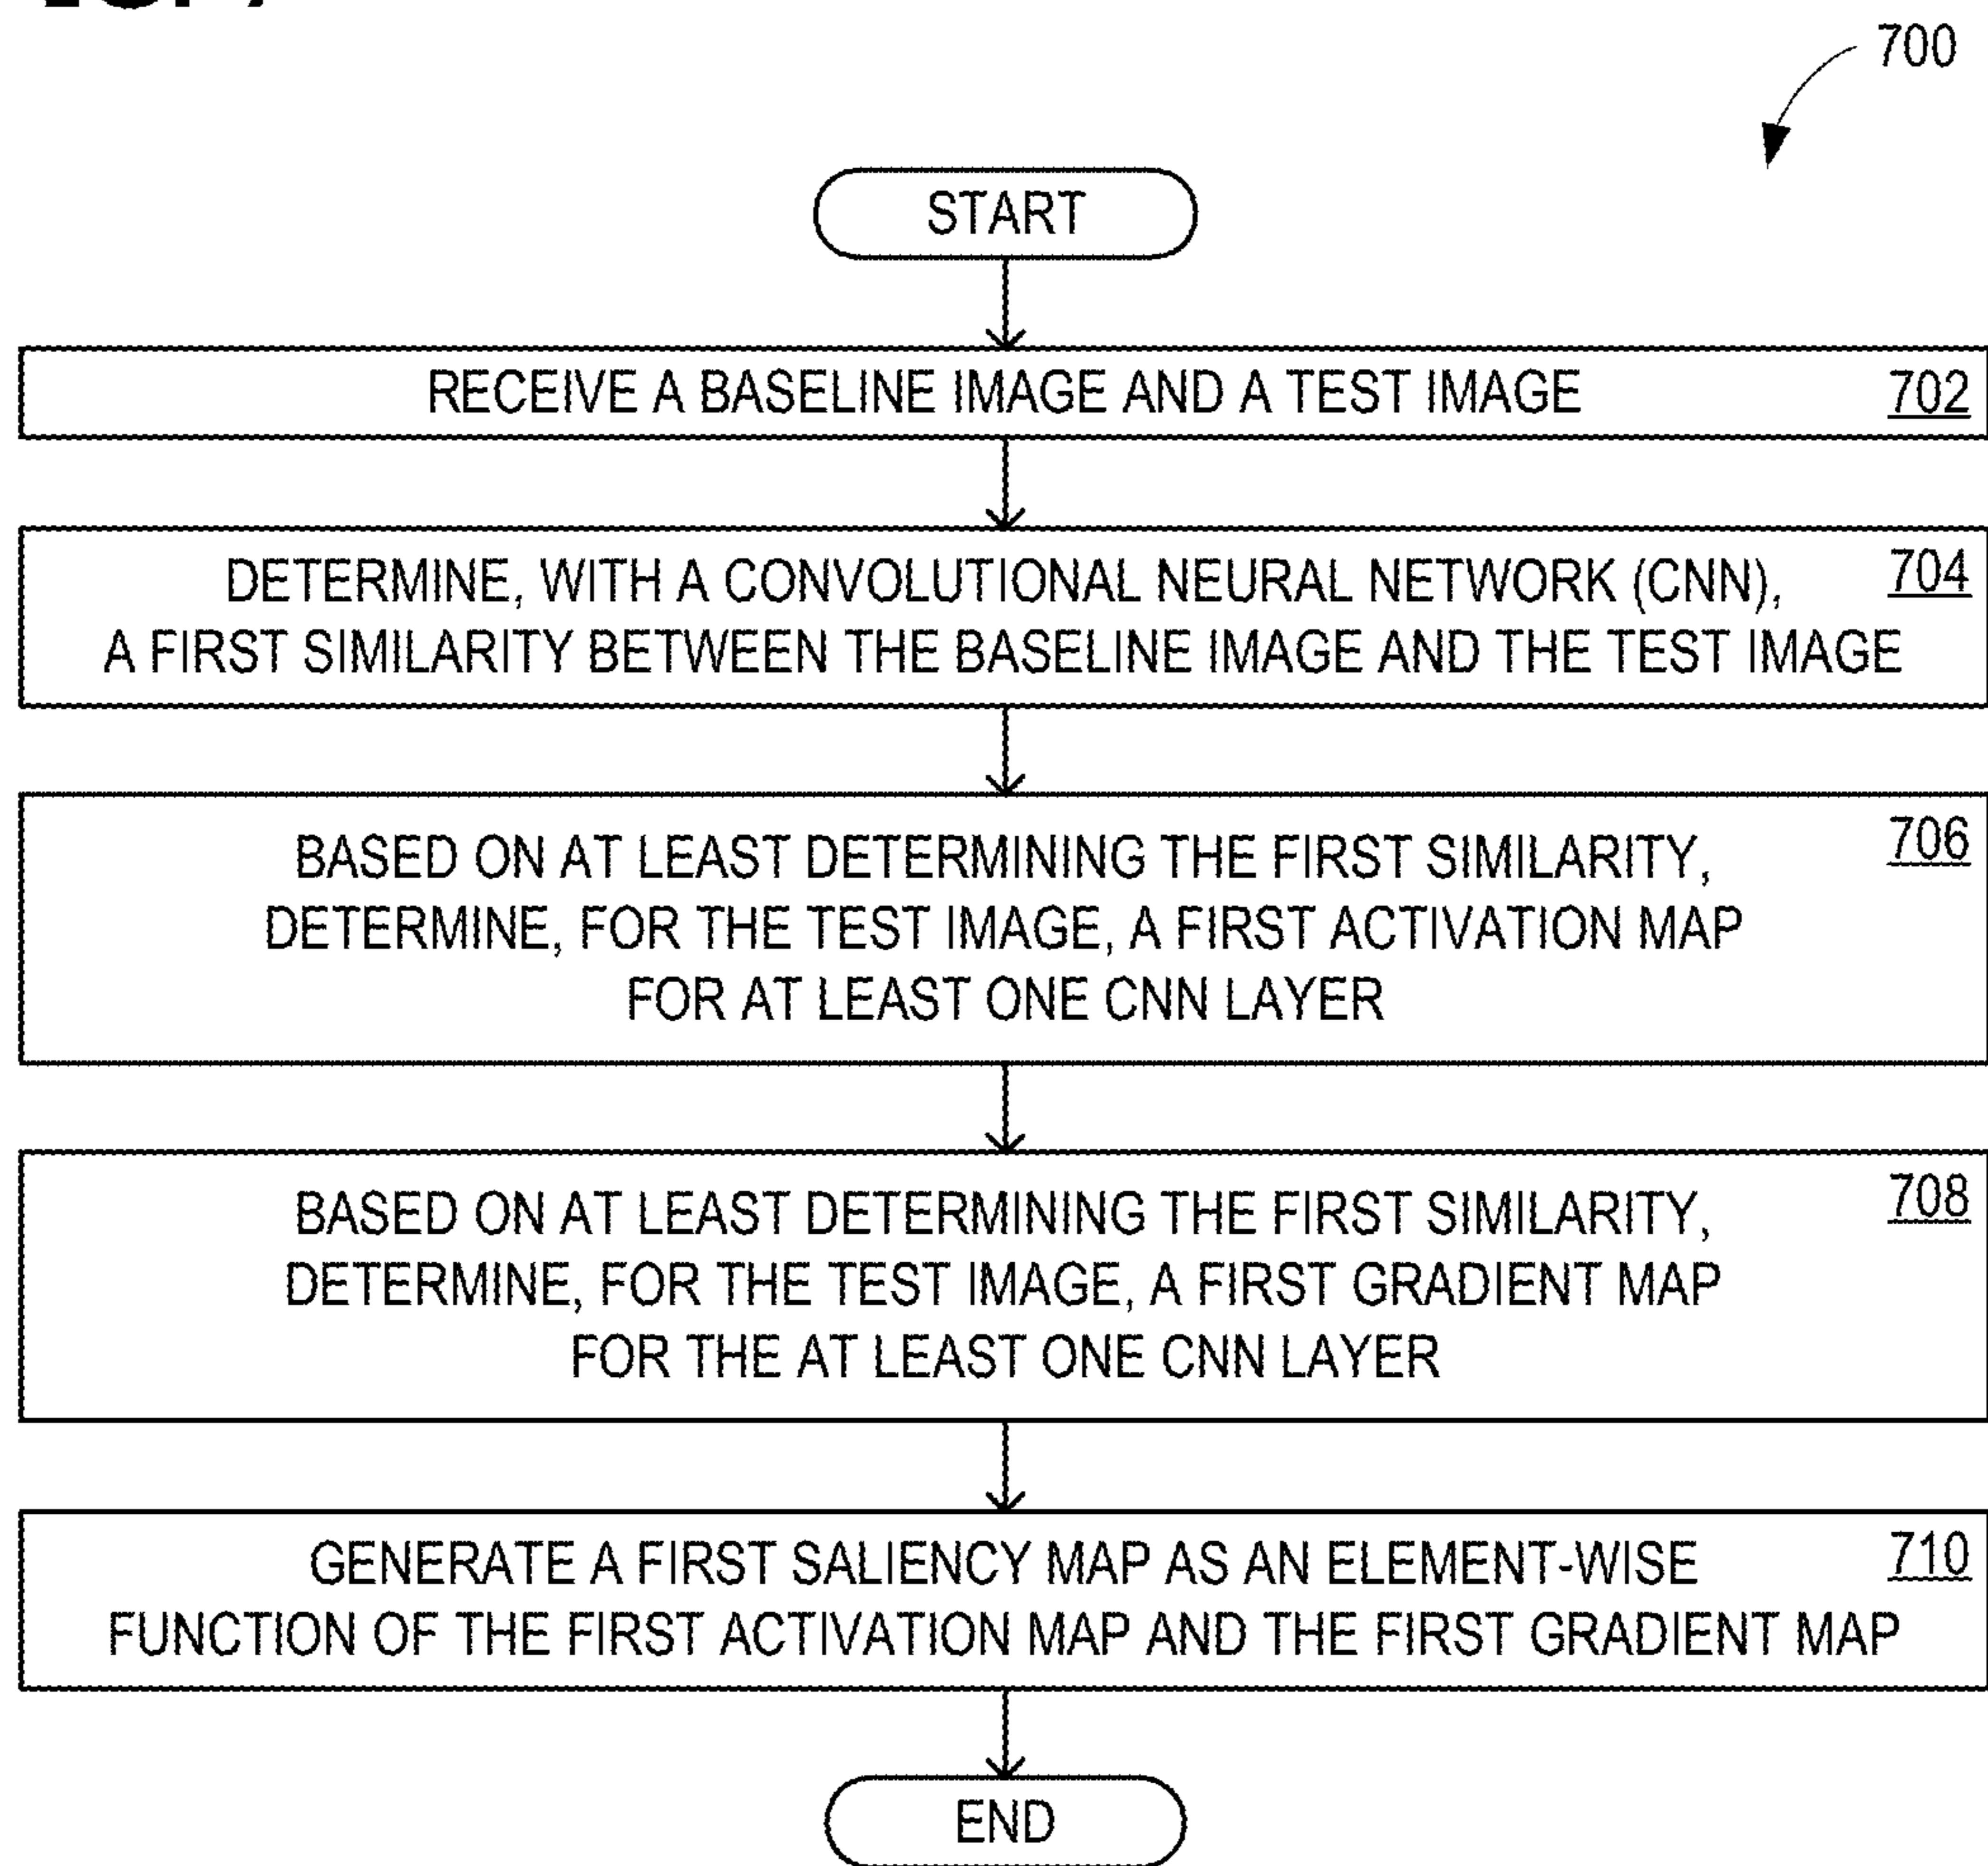 700
START
RECEIVE A BASELINE IMAGE AND A TEST IMAGE 702
DETERMINE, WITH A CONVOLUTIONAL NEURAL NETWORK (CNN), 704
A FIRST SIMILARITY BETWEEN THE BASELINE IMAGE AND THE TEST IMAGE
BASED ON AT LEAST DETERMINING THE FIRST SIMILARITY, 706
DETERMINE, FOR THE TEST IMAGE, A FIRST ACTIVATION MAP
FOR AT LEAST ONE CNN LAYER
BASED ON AT LEAST DETERMINING THE FIRST SIMILARITY, 708
DETERMINE, FOR THE TEST IMAGE, A FIRST GRADIENT MAP
FOR THE AT LEAST ONE CNN LAYER
GENERATE A FIRST SALIENCY MAP AS AN ELEMENT-WISE 710
FUNCTION OF THE FIRST ACTIVATION MAP AND THE FIRST GRADIENT MAP
END